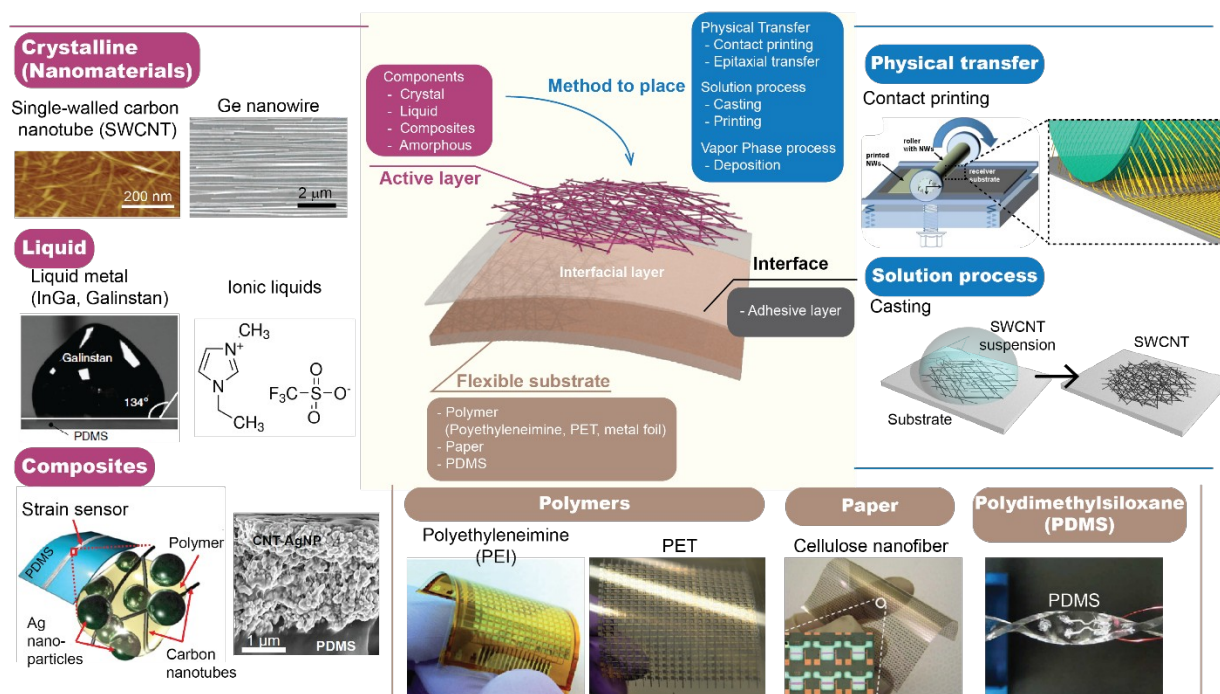 Crystalline
(Nanomaterials)
Single-walled carbon
nanotube (SWCNT)
200 nm
Ge nanowire
2 μm
Liquid
Liquid metal
(InGa, Galinstan)
Galinstan
134°
PDMS
Ionic liquids
CH₃
N⁺
N
CH₃
F₃C
O
S
O
O⁻
Composites
Strain sensor
PDMS
Polymer
Ag
nano-
particles
Carbon
nanotubes
CNT-AgNP
1 μm
PDMS
Components
- Crystal
- Liquid
- Composites
- Amorphous
Active layer
Method to place
Physical Transfer
- Contact printing
- Epitaxial transfer
Solution process
- Casting
- Printing
Vapor Phase process
- Deposition
Interfacial layer
Interface
- Adhesive layer
Flexible substrate
- Polymer
(Poyethyleneimine, PET, metal foil)
- Paper
- PDMS
Physical transfer
Contact printing
roller
with NWs
printed
NWs
receiver
substrate
Solution process
Casting
SWCNT
suspension
Substrate
SWCNT
Polymers
Polyethyleneimine
(PEI)
PET
Paper
Cellulose nanofiber
Polydimethylsiloxane
(PDMS)
PDMS